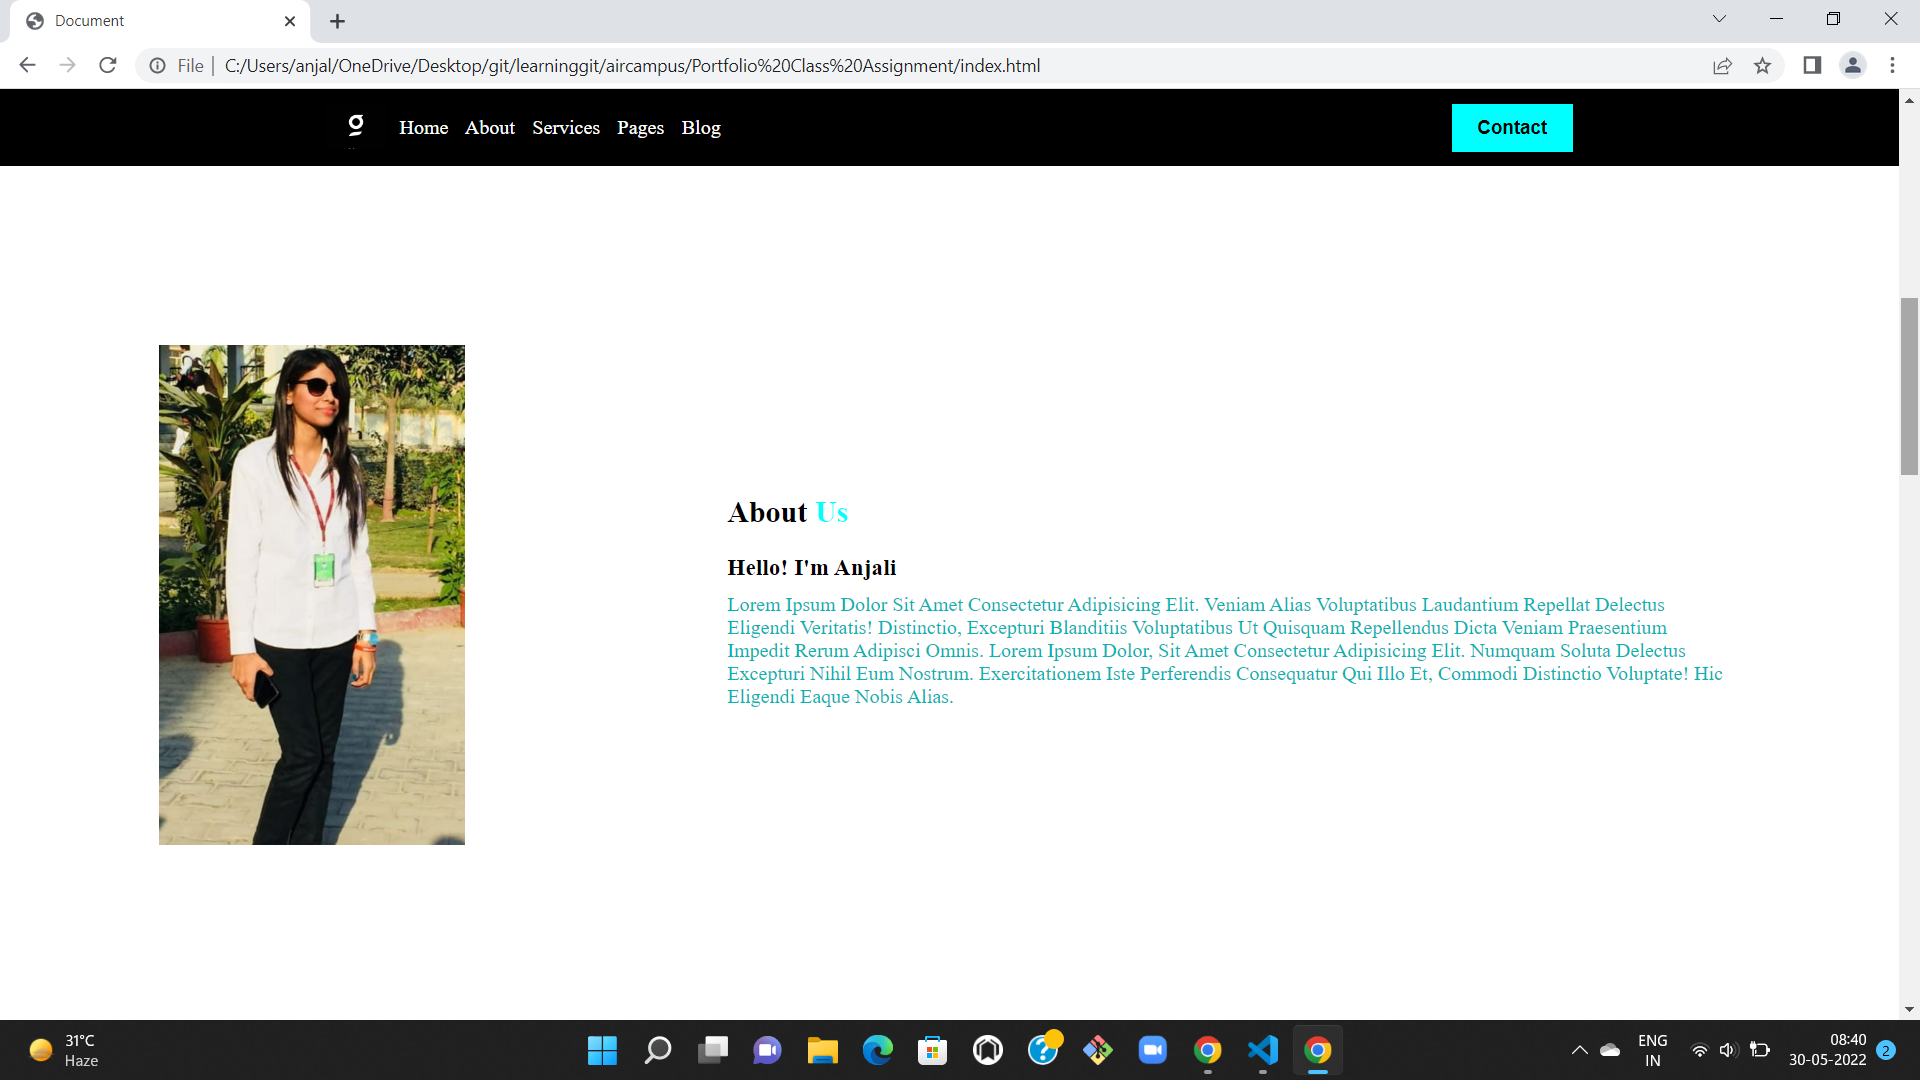 Document
File
C:/Users/anjal/OneDrive/Desktop/git/learninggit/aircampus/Portfolio%20Class%20Assignment/index.html
g Home About Services Pages Blog
Contact
About Us
Hello! I'm Anjali
Lorem Ipsum Dolor Sit Amet Consectetur Adipisicing Elit. Veniam Alias Voluptatibus Laudantium Repellat Delectus
Eligendi Veritatis! Distinctio, Excepturi Blanditiis Voluptatibus Ut Quisquam Repellendus Dicta Veniam Praesentium
Impedit Rerum Adipisci Omnis. Lorem Ipsum Dolor, Sit Amet Consectetur Adipisicing Elit. Numquam Soluta Delectus
Excepturi Nihil Eum Nostrum. Exercitationem Iste Perferendis Consequatur Qui Illo Et, Commodi Distinctio Voluptate! Hic
Eligendi Eaque Nobis Alias.
31°C
Haze
ENG
IN
08:40
30-05-2022
2